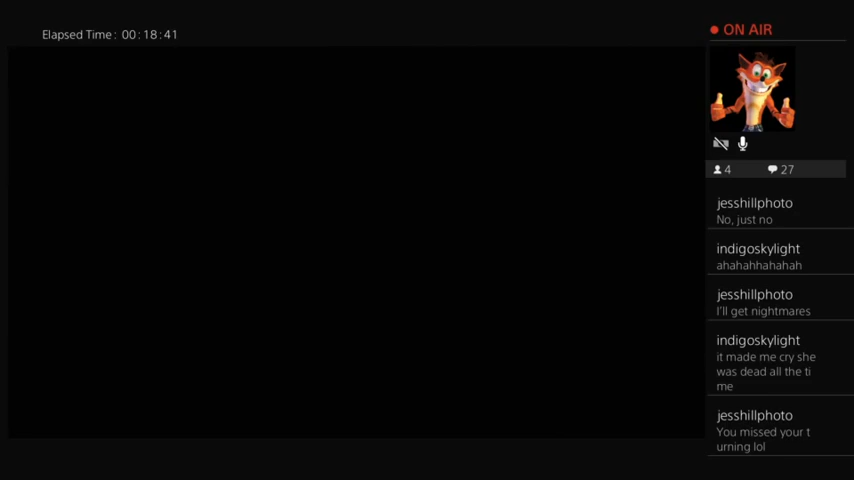 Elapsed Time: 00:18:41
ON AIR
4 27
jesshillphoto
No, just no
indigoskylight
ahahahhahahah
jesshillphoto
I'll get nightmares
indigoskylight
it made me cry she
was dead all the ti
me
jesshillphoto
You missed your t
urning lol